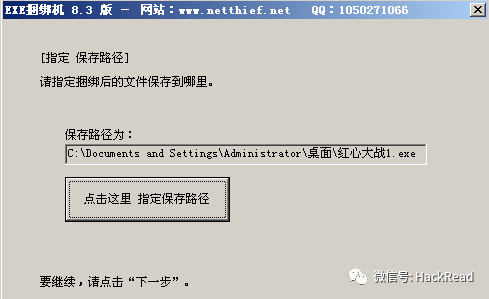 EXE捆绑机 8.3 版 － 网站：www.netthief.net QQ：1050271066
[指定 保存路径]
请指定捆绑后的文件保存到哪里。
保存路径为：
C:\Documents and Settings\Administrator\桌面\红心大战1.exe
点击这里 指定保存路径
要继续，请点击“下一步”。
微信号: HackRead